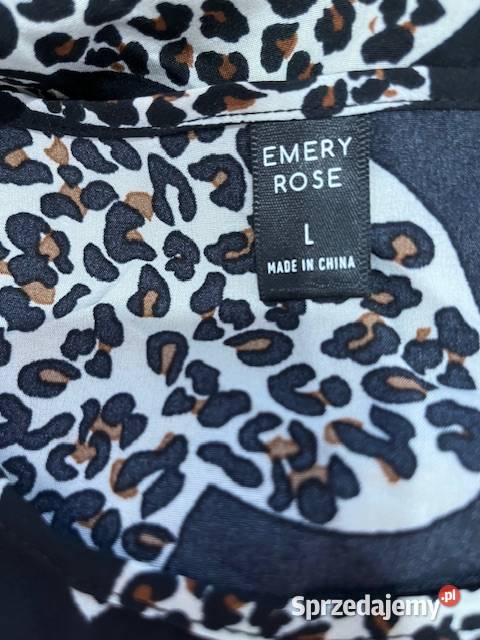 EMERY
ROSE
L
MADE IN CHINA
Sprzedajemy.pl